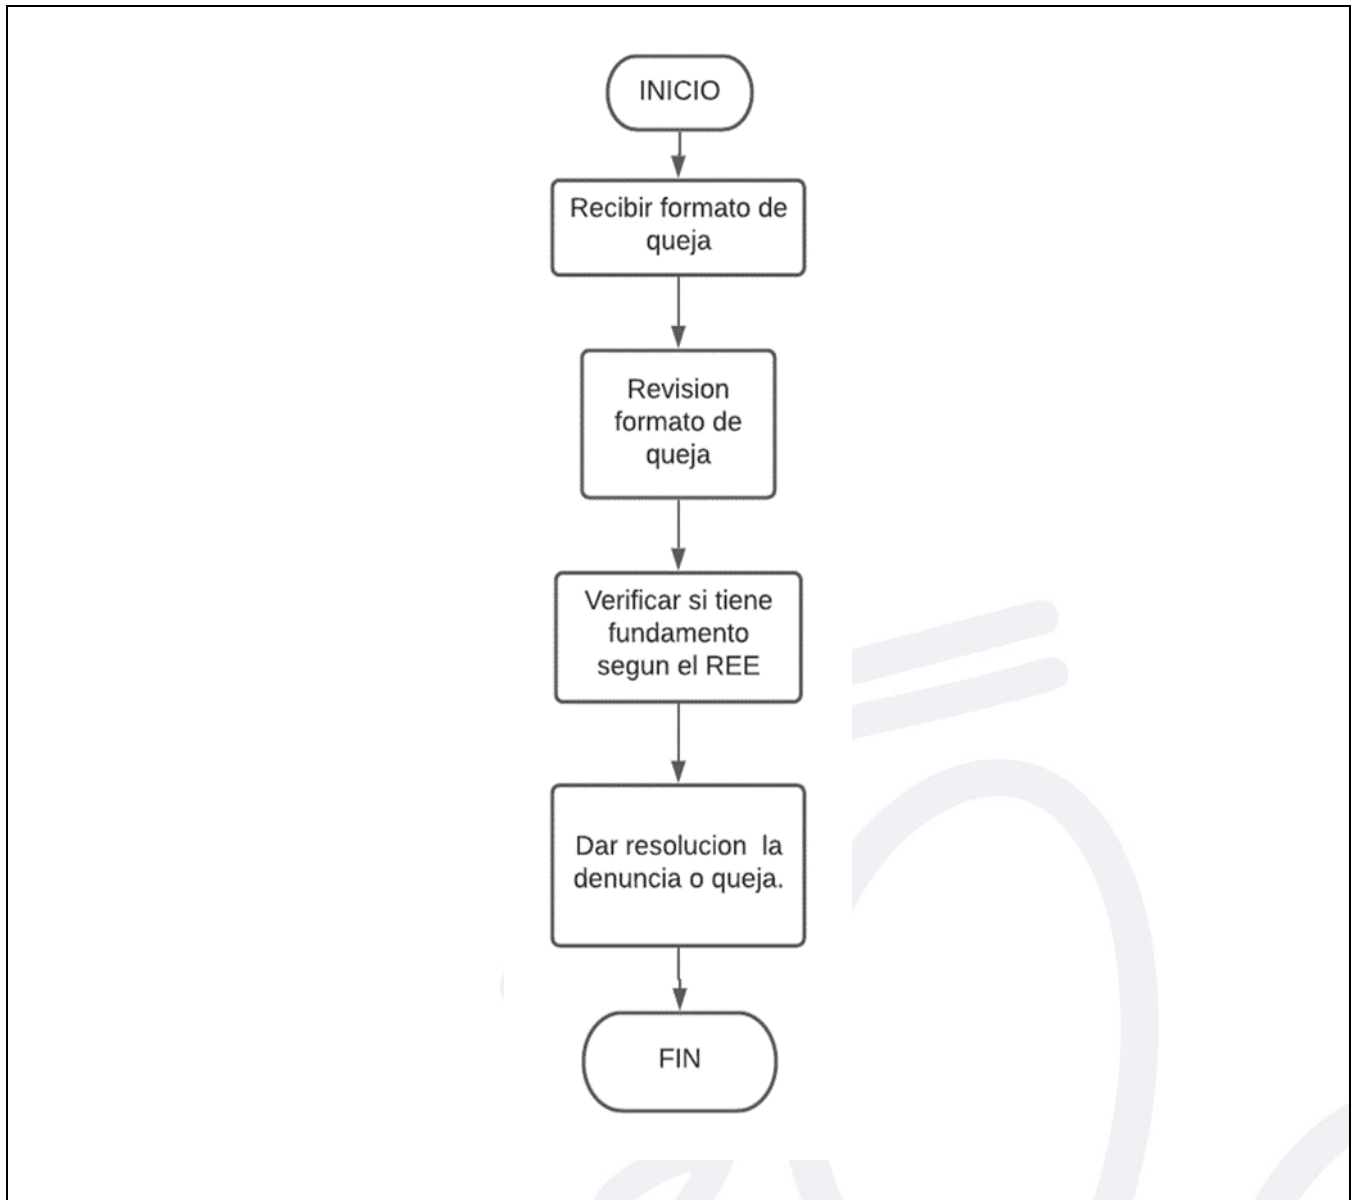 INICIO
Recibir formato de
queja
Revision
formato de
queja
Verificar si tiene
fundamento
segun el REE
Dar resolucion  la
denuncia o queja.
FIN